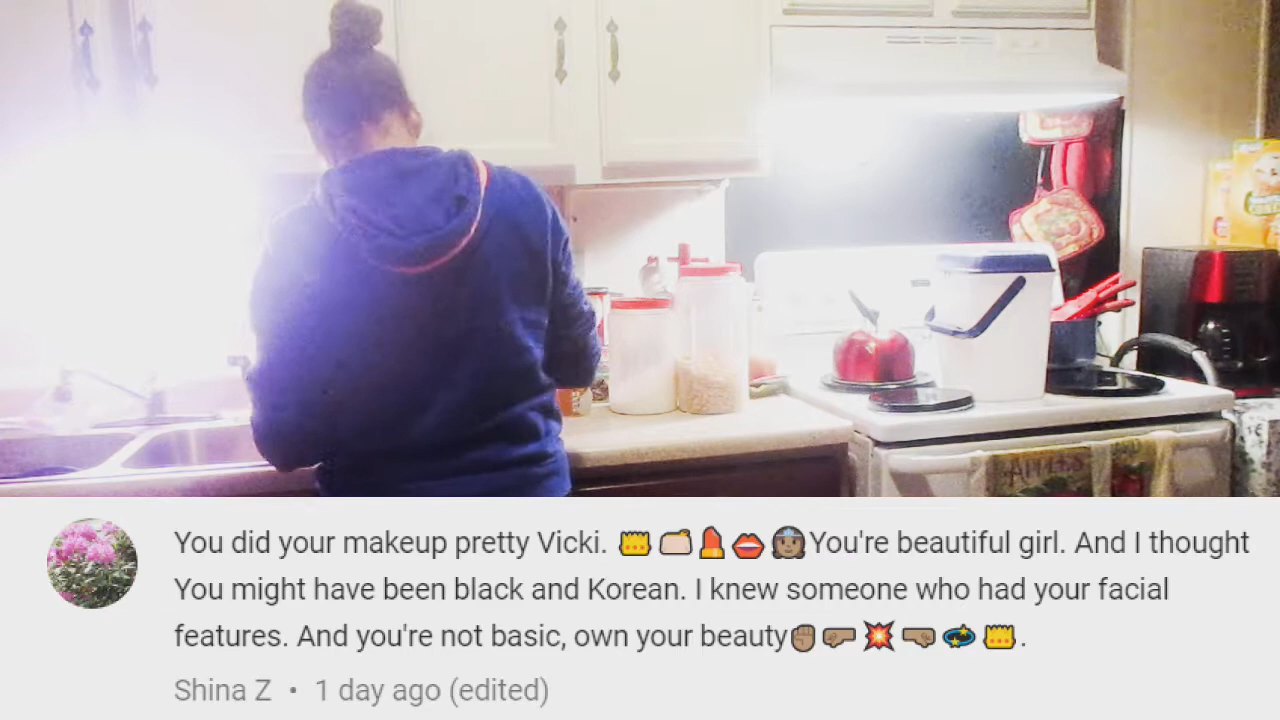 APPLES
You did your makeup pretty Vicki. 👑👝💄👄👸🏽You're beautiful girl. And I thought
You might have been black and Korean. I knew someone who had your facial
features. And you're not basic, own your beauty✊🏽🤛🏽💥🤜🏽💫👑.
Shina Z • 1 day ago (edited)